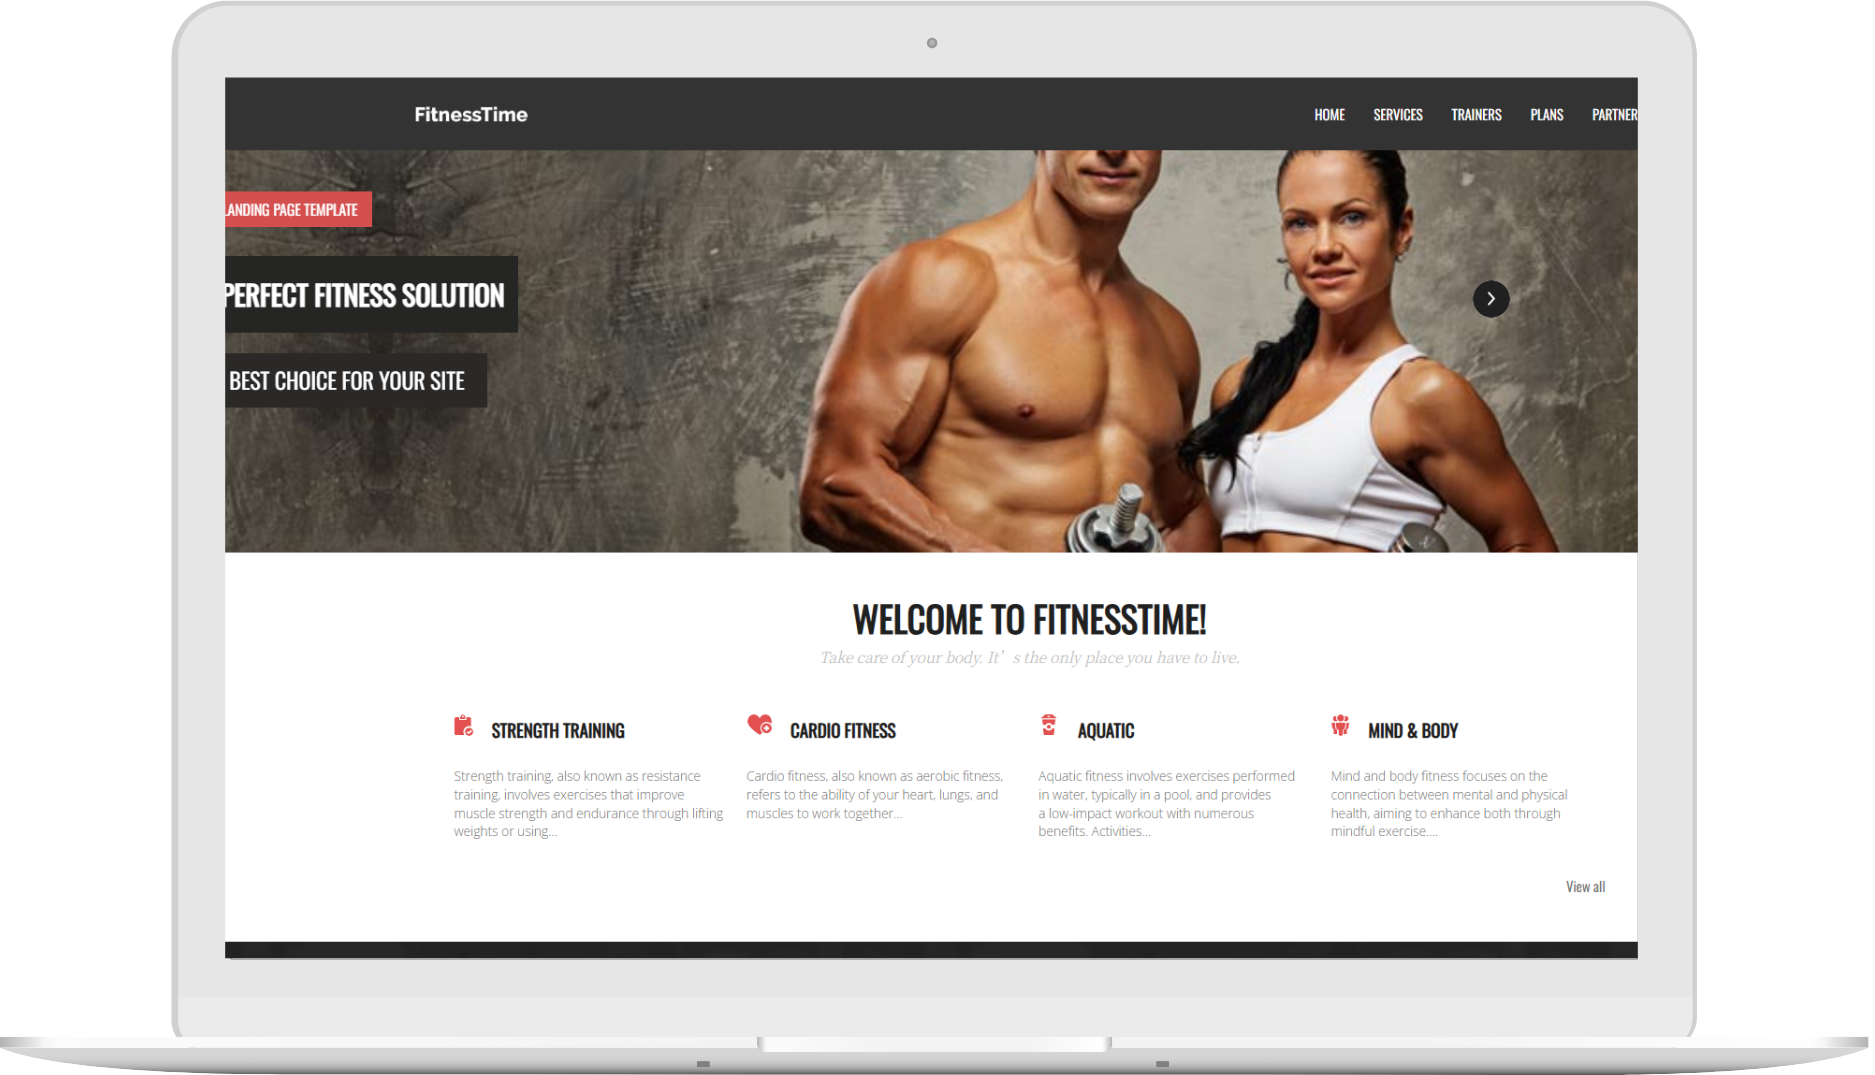 FitnessTime
HOME SERVICES TRAINERS PLANS PARTNER
LANDING PAGE TEMPLATE
PERFECT FITNESS SOLUTION
BEST CHOICE FOR YOUR SITE
WELCOME TO FITNESSTIME!
Take care of your body. It’s the only place you have to live.
STRENGTH TRAINING
Strength training, also known as resistance
training, involves exercises that improve
muscle strength and endurance through lifting
weights or using...
CARDIO FITNESS
Cardio fitness, also known as aerobic fitness,
refers to the ability of your heart, lungs, and
muscles to work together...
AQUATIC
Aquatic fitness involves exercises performed
in water, typically in a pool, and provides
a low-impact workout with numerous
benefits. Activities...
MIND & BODY
Mind and body fitness focuses on the
connection between mental and physical
health, aiming to enhance both through
mindful exercise....
View all